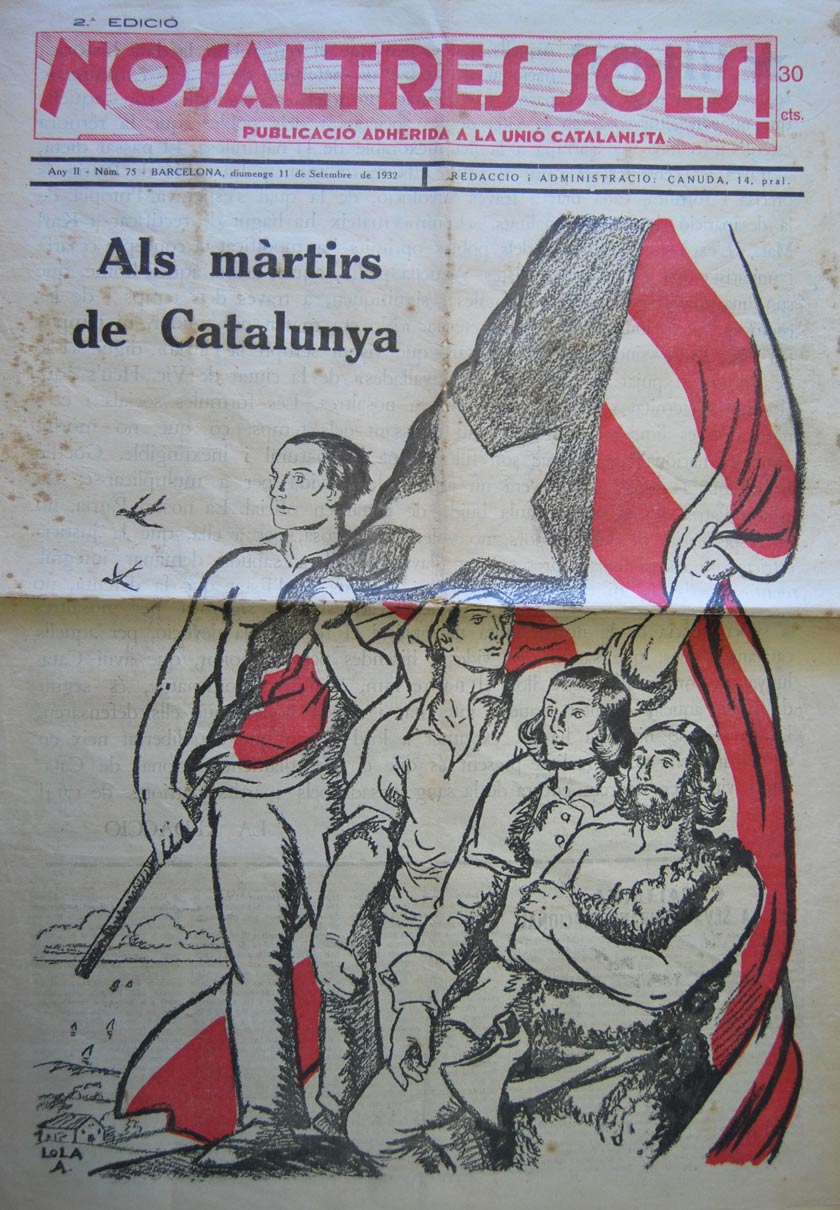 2.ª EDICIÓ
NOSALTRES SOLS!
30
cts.
PUBLICACIÓ ADHERIDA A LA UNIÓ CATALANISTA
Any II - Núm. 75 - BARCELONA, diumenge 11 de Setembre de 1932
REDACCIO i ADMINISTRACIO: CANUDA, 14, pral.
Als màrtirs
de Catalunya
LOLA
A.